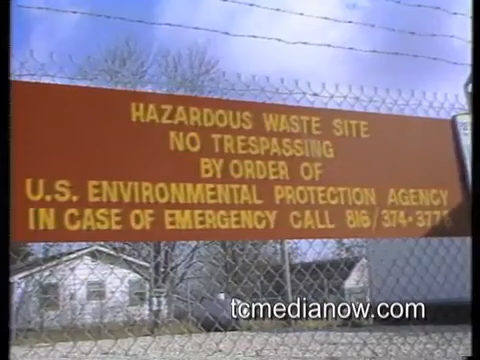 HAZARDOUS WASTE SITE
NO TRESPASSING
BY ORDER OF
U.S. ENVIRONMENTAL PROTECTION AGENCY
IN CASE OF EMERGENCY CALL 816/374-377
tcmedianow.com